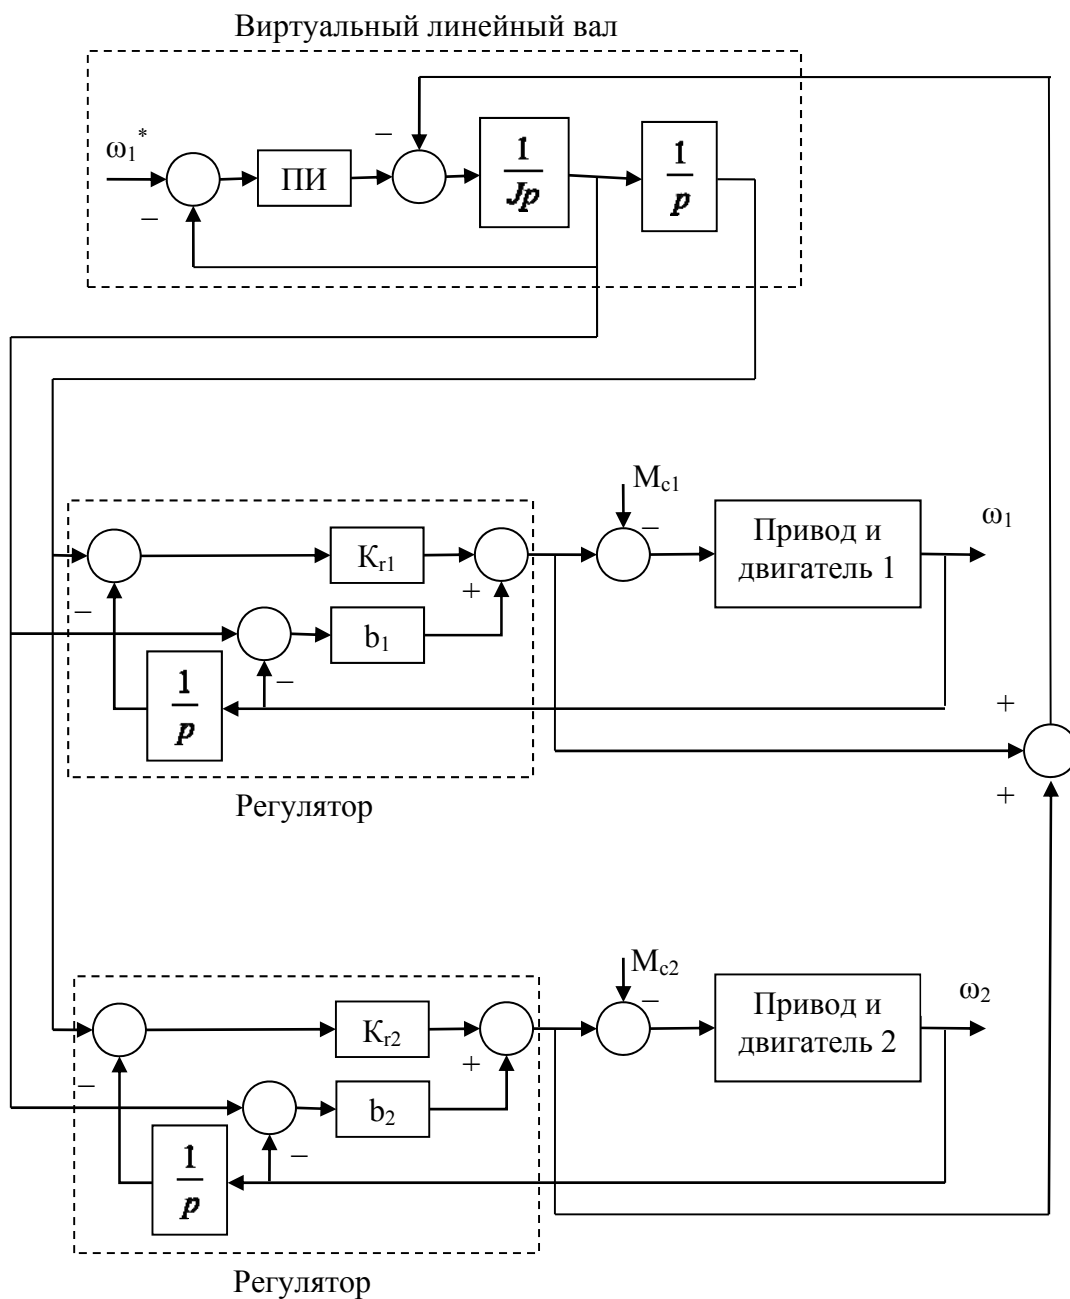 Виртуальный линейный вал
ω₁*
−
ПИ
−
1
Jp
1
p
Mc1
−
Привод и
двигатель 1
ω₁
Kr1
+
−
b₁
−
1
p
+
+
Регулятор
Mc2
−
Привод и
двигатель 2
ω₂
Kr2
+
−
b₂
−
1
p
Регулятор